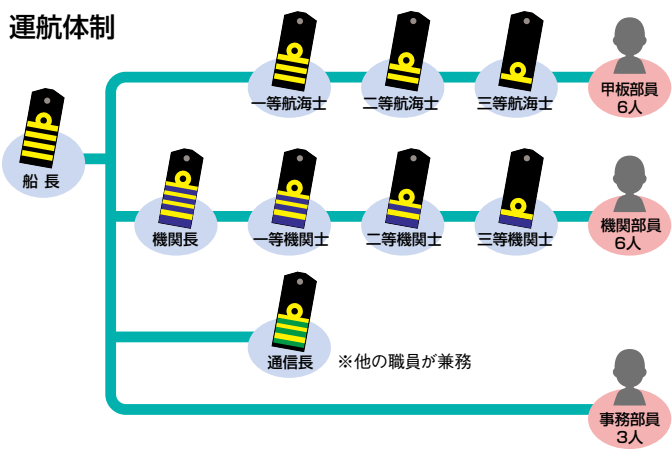 運航体制
船 長
一等航海士
二等航海士
三等航海士
甲板部員
6人
機関長
一等機関士
二等機関士
三等機関士
機関部員
6人
通信長
※他の職員が兼務
事務部員
3人